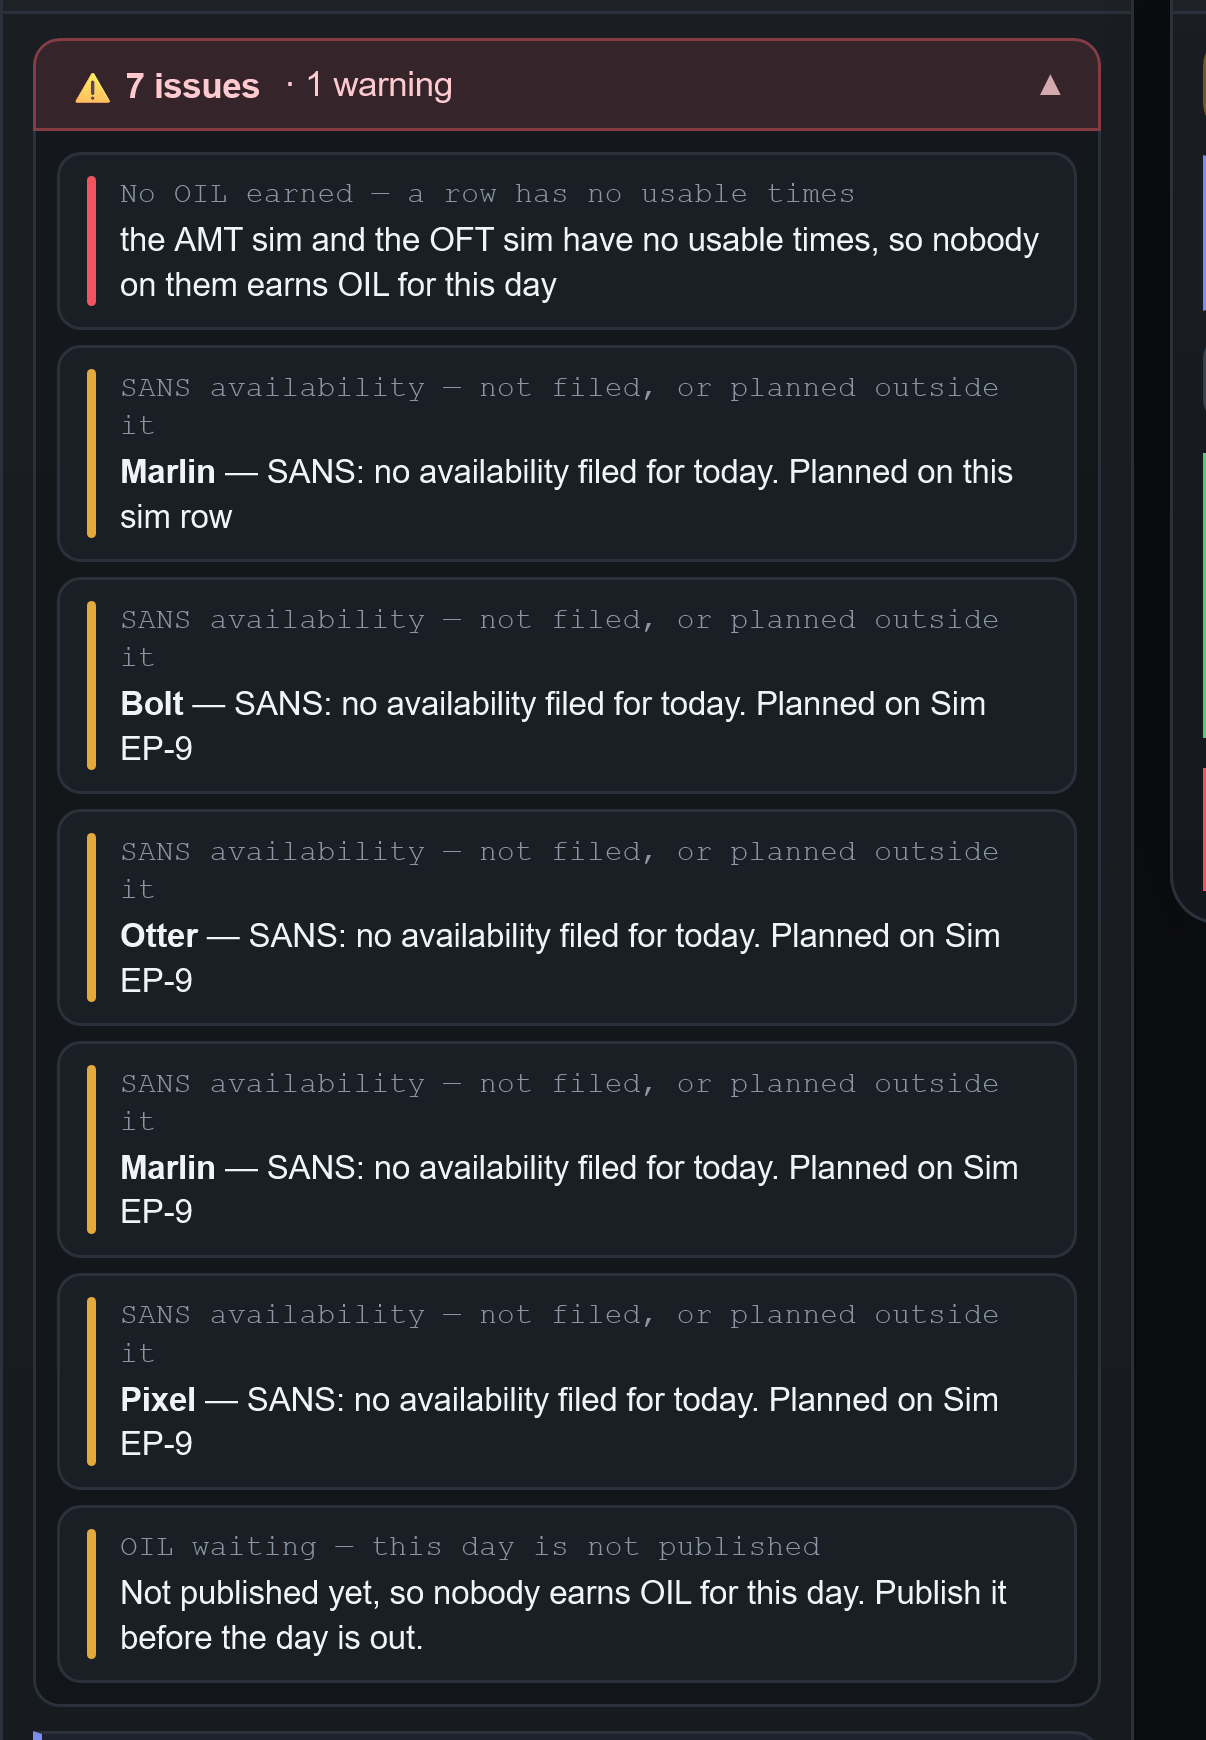 ⚠️ 7 issues · 1 warning ▲
No OIL earned — a row has no usable times
the AMT sim and the OFT sim have no usable times, so nobody
on them earns OIL for this day
SANS availability — not filed, or planned outside
it
Marlin — SANS: no availability filed for today. Planned on this
sim row
SANS availability — not filed, or planned outside
it
Bolt — SANS: no availability filed for today. Planned on Sim
EP-9
SANS availability — not filed, or planned outside
it
Otter — SANS: no availability filed for today. Planned on Sim
EP-9
SANS availability — not filed, or planned outside
it
Marlin — SANS: no availability filed for today. Planned on Sim
EP-9
SANS availability — not filed, or planned outside
it
Pixel — SANS: no availability filed for today. Planned on Sim
EP-9
OIL waiting — this day is not published
Not published yet, so nobody earns OIL for this day. Publish it
before the day is out.